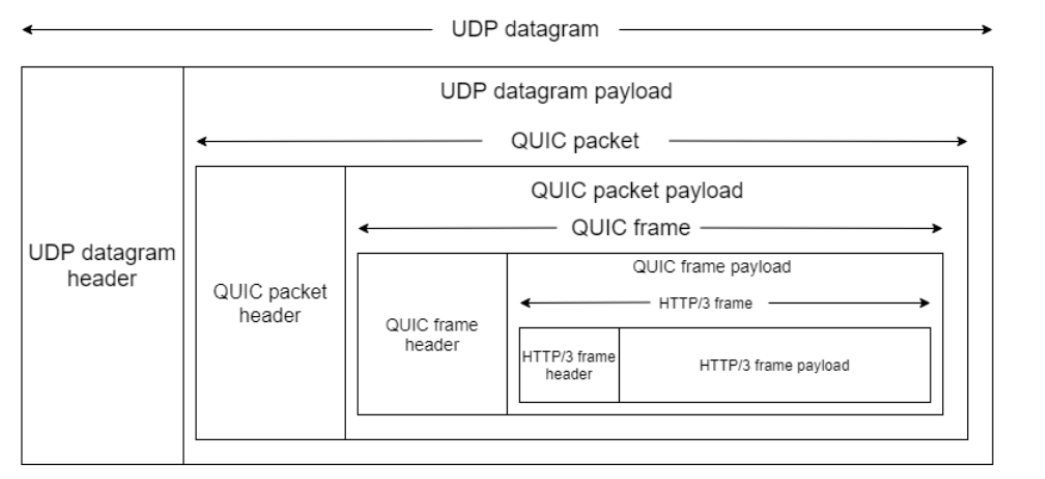 UDP datagram
UDP datagram payload
QUIC packet
QUIC packet payload
QUIC frame
UDP datagram
header
QUIC packet
header
QUIC frame
header
QUIC frame payload
HTTP/3 frame
HTTP/3 frame
header
HTTP/3 frame payload